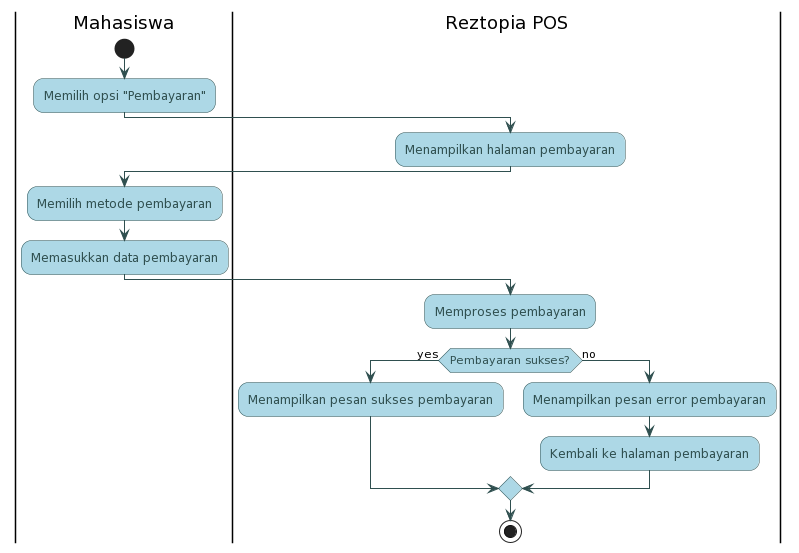 Mahasiswa
Reztopia POS
Memilih opsi "Pembayaran"
Menampilkan halaman pembayaran
Memilih metode pembayaran
Memasukkan data pembayaran
Memproses pembayaran
yes
Pembayaran sukses?
no
Menampilkan pesan sukses pembayaran
Menampilkan pesan error pembayaran
Kembali ke halaman pembayaran